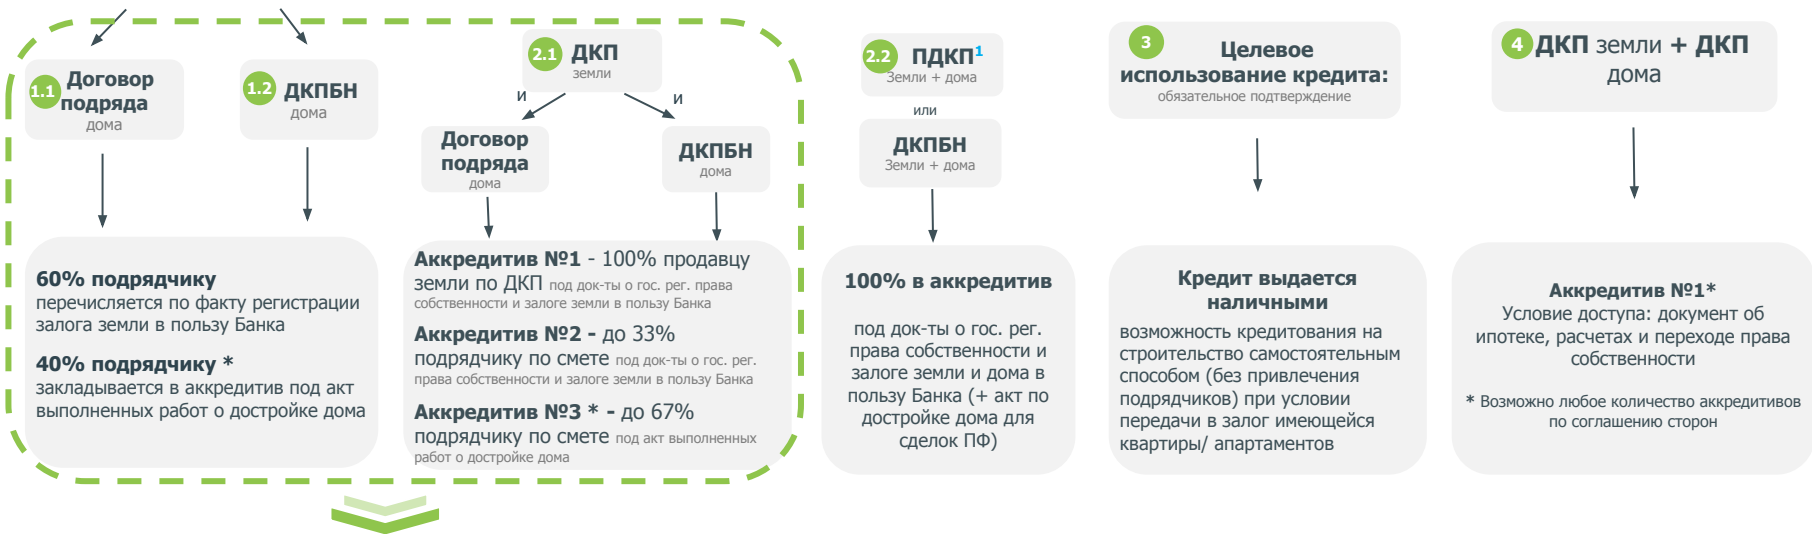 1.1
Договор
подряда
дома
1.2
ДКПБН
дома
60% подрядчику
перечисляется по факту регистрации
залога земли в пользу Банка
40% подрядчику *
закладывается в аккредитив под акт
выполненных работ о достройке дома
2.1
ДКП
земли
и
и
Договор
подряда
дома
ДКПБН
дома
Аккредитив №1 - 100% продавцу
земли по ДКП под док-ты о гос. рег. права
собственности и залоге земли в пользу Банка
Аккредитив №2 - до 33%
подрядчику по смете под док-ты о гос. рег.
права собственности и залоге земли в пользу Банка
Аккредитив №3 * - до 67%
подрядчику по смете под акт выполненных
работ о достройке дома
2.2
ПДКП¹
Земли + дома
или
ДКПБН
Земли + дома
100% в аккредитив
под док-ты о гос. рег.
права собственности и
залоге земли и дома в
пользу Банка (+ акт по
достройке дома для
сделок ПФ)
3
Целевое
использование кредита:
обязательное подтверждение
Кредит выдается
наличными
возможность кредитования на
строительство самостоятельным
способом (без привлечения
подрядчиков) при условии
передачи в залог имеющейся
квартиры/ апартаментов
4
ДКП земли + ДКП
дома
Аккредитив №1*
Условие доступа: документ об
ипотеке, расчетах и переходе права
собственности
* Возможно любое количество аккредитивов
по соглашению сторон